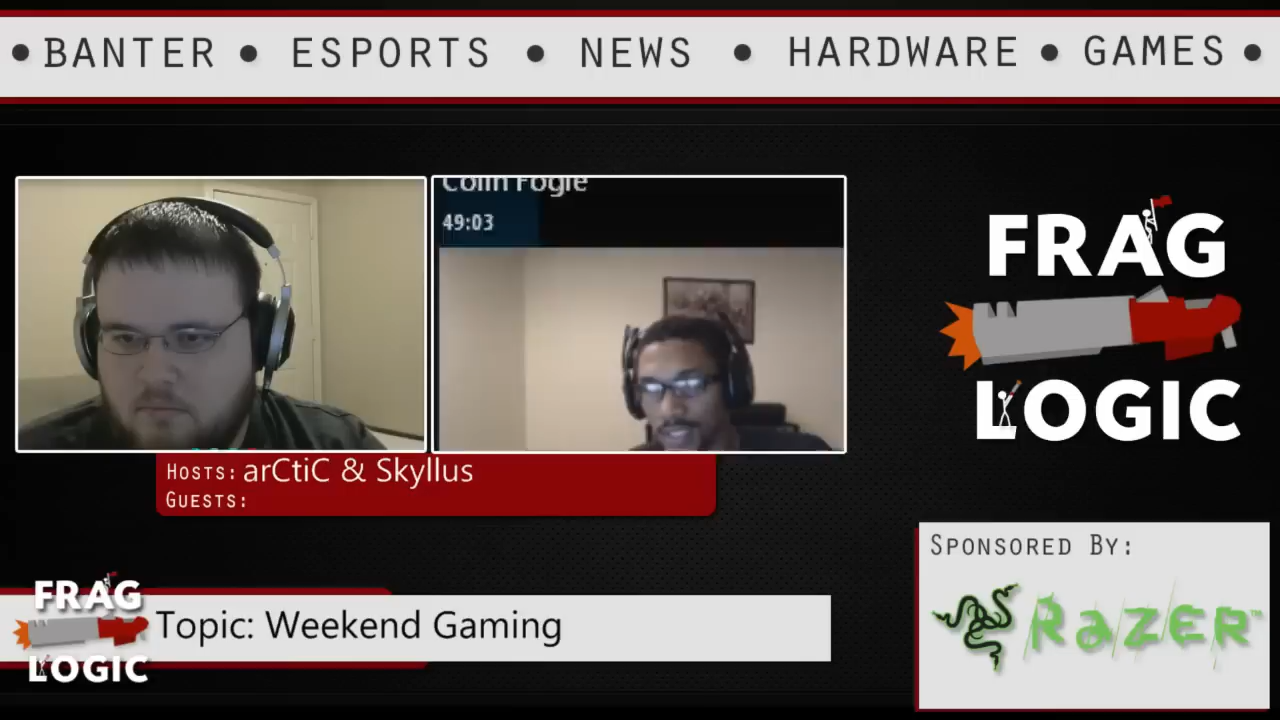 • BANTER • ESPORTS • NEWS • HARDWARE • GAMES •
Colin Fogle
49:03
FRAG
LOGIC
Hosts: arCtiC & Skyllus
Guests:
Sponsored By:
RAZER™
FRAG
LOGIC
Topic: Weekend Gaming